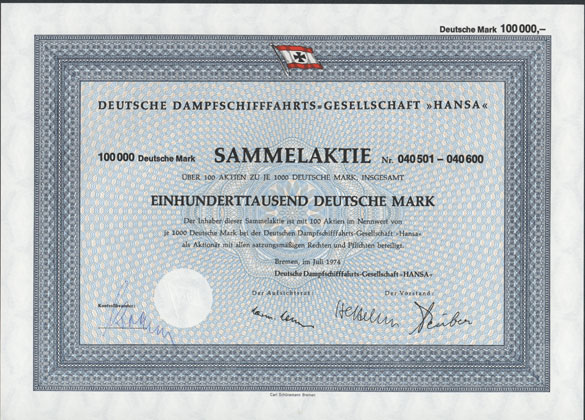 Deutsche Mark 100 000,–
DEUTSCHE DAMPFSCHIFFFAHRTS-GESELLSCHAFT »HANSA«
100 000 Deutsche Mark SAMMELAKTIE Nr. 040 501 – 040 600
ÜBER 100 AKTIEN ZU JE 1000 DEUTSCHE MARK, INSGESAMT
EINHUNDERTTAUSEND DEUTSCHE MARK
Der Inhaber dieser Sammelaktie ist mit 100 Aktien im Nennwert von
je 1000 Deutsche Mark bei der Deutschen Dampfschifffahrts-Gesellschaft »Hansa«
als Aktionär mit allen satzungsmäßigen Rechten und Pflichten beteiligt.
Bremen, im Juli 1974
Deutsche Dampfschifffahrts-Gesellschaft »HANSA«
Der Aufsichtsrat: Der Vorstand:
Kontrollbeamter:
Carl Schünemann Bremen